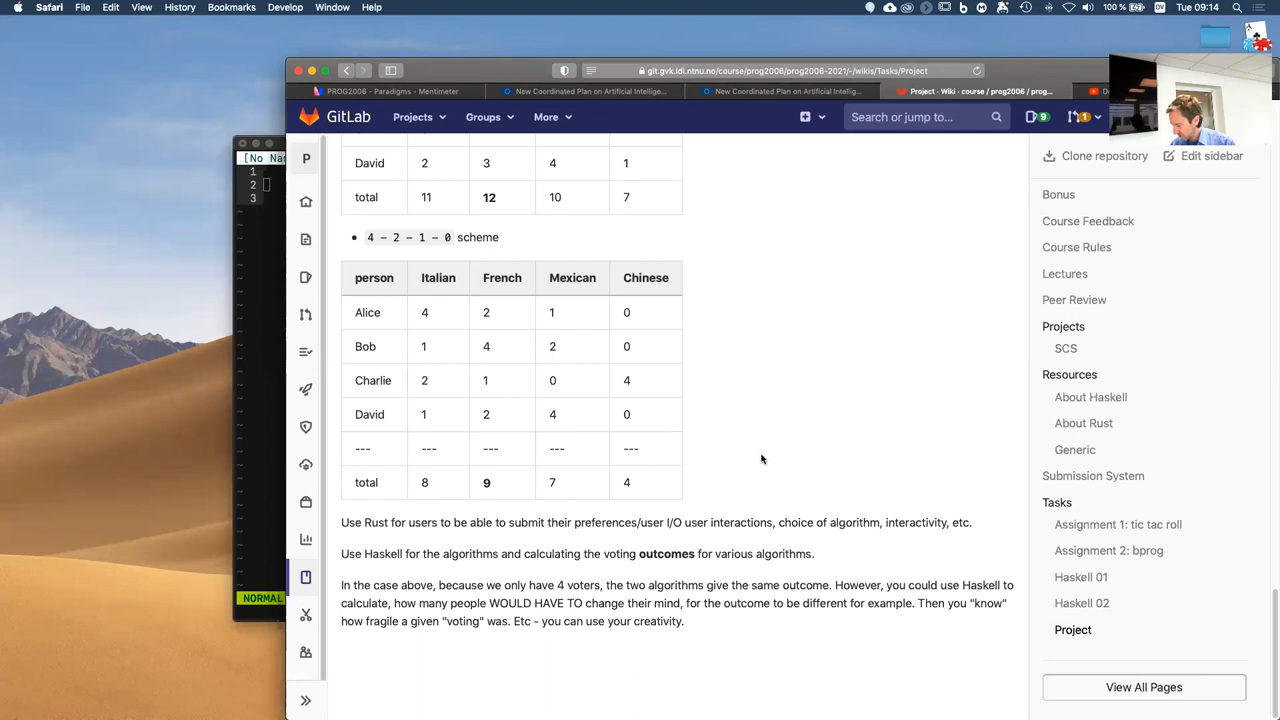 Safari File Edit View History Bookmarks Develop Window Help
100 % DV Tue 09:14
git.gvk.idi.ntnu.no/course/prog2006/prog2006-2021/-/wikis/Tasks/Project
PROG2006 - Paradigms - Mentimeter
New Coordinated Plan on Artificial Intellige...
New Coordinated Plan on Artificial Intellig...
Project · Wiki · course / prog2006 / prog...
GitLab Projects Groups More Search or jump to... 9 1
[No Nar
1
2
3
NORMAL
P
David 2 3 4 1
total 11 12 10 7
• 4 - 2 - 1 - 0 scheme
person Italian French Mexican Chinese
Alice 4 2 1 0
Bob 1 4 2 0
Charlie 2 1 0 4
David 1 2 4 0
--- --- --- --- ---
total 8 9 7 4
Use Rust for users to be able to submit their preferences/user I/O user interactions, choice of algorithm, interactivity, etc.
Use Haskell for the algorithms and calculating the voting outcomes for various algorithms.
In the case above, because we only have 4 voters, the two algorithms give the same outcome. However, you could use Haskell to
calculate, how many people WOULD HAVE TO change their mind, for the outcome to be different for example. Then you "know"
how fragile a given "voting" was. Etc - you can use your creativity.
Clone repository Edit sidebar
Bonus
Course Feedback
Course Rules
Lectures
Peer Review
Projects
SCS
Resources
About Haskell
About Rust
Generic
Submission System
Tasks
Assignment 1: tic tac roll
Assignment 2: bprog
Haskell 01
Haskell 02
Project
View All Pages